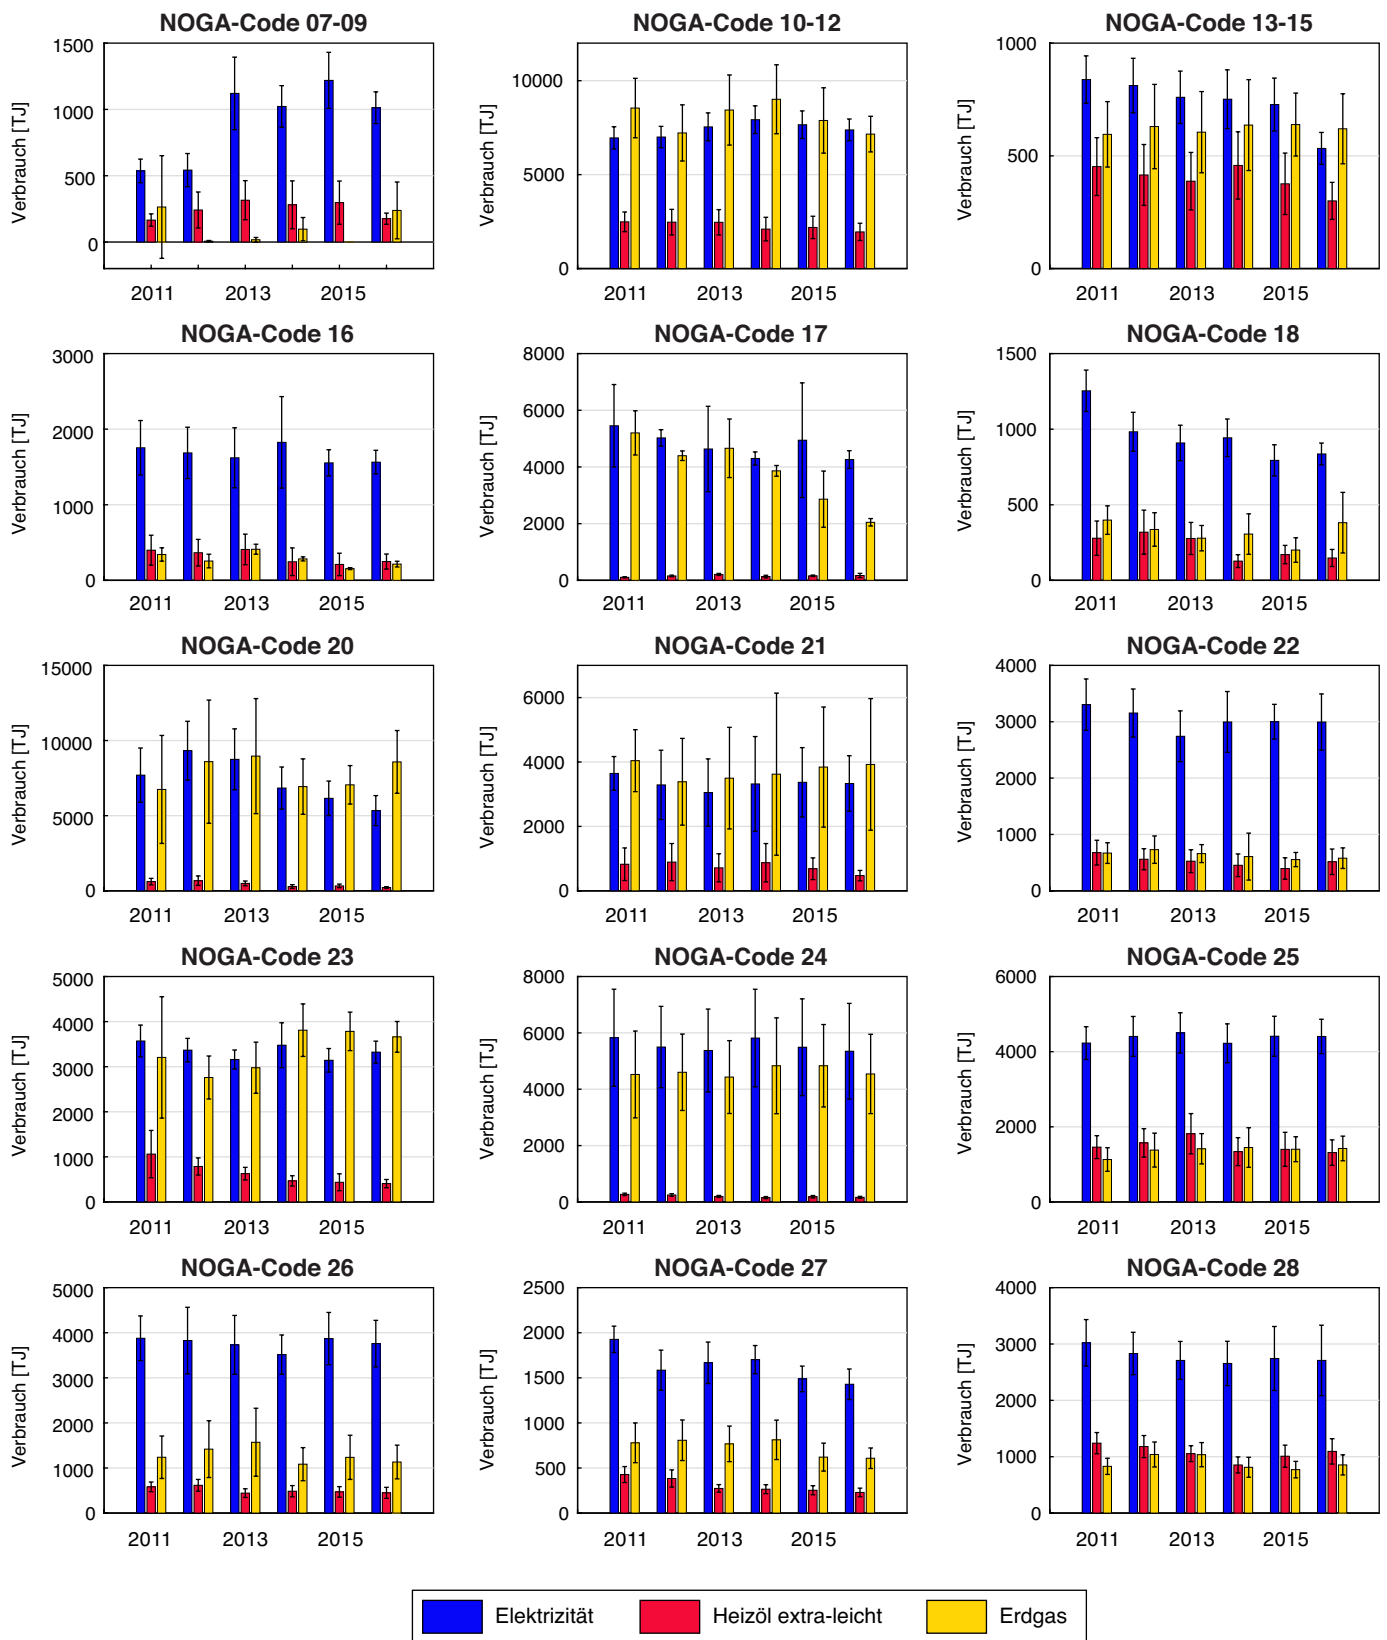 NOGA-Code 07-09
Verbrauch [TJ]
1500
1000
500
0
2011 2013 2015
NOGA-Code 10-12
Verbrauch [TJ]
10000
5000
0
2011 2013 2015
NOGA-Code 13-15
Verbrauch [TJ]
1000
500
0
2011 2013 2015
NOGA-Code 16
Verbrauch [TJ]
3000
2000
1000
0
2011 2013 2015
NOGA-Code 17
Verbrauch [TJ]
8000
6000
4000
2000
0
2011 2013 2015
NOGA-Code 18
Verbrauch [TJ]
1500
1000
500
0
2011 2013 2015
NOGA-Code 20
Verbrauch [TJ]
15000
10000
5000
0
2011 2013 2015
NOGA-Code 21
Verbrauch [TJ]
6000
4000
2000
0
2011 2013 2015
NOGA-Code 22
Verbrauch [TJ]
4000
3000
2000
1000
0
2011 2013 2015
NOGA-Code 23
Verbrauch [TJ]
5000
4000
3000
2000
1000
0
2011 2013 2015
NOGA-Code 24
Verbrauch [TJ]
8000
6000
4000
2000
0
2011 2013 2015
NOGA-Code 25
Verbrauch [TJ]
6000
4000
2000
0
2011 2013 2015
NOGA-Code 26
Verbrauch [TJ]
5000
4000
3000
2000
1000
0
2011 2013 2015
NOGA-Code 27
Verbrauch [TJ]
2500
2000
1500
1000
500
0
2011 2013 2015
NOGA-Code 28
Verbrauch [TJ]
4000
3000
2000
1000
0
2011 2013 2015
Elektrizität Heizöl extra-leicht Erdgas